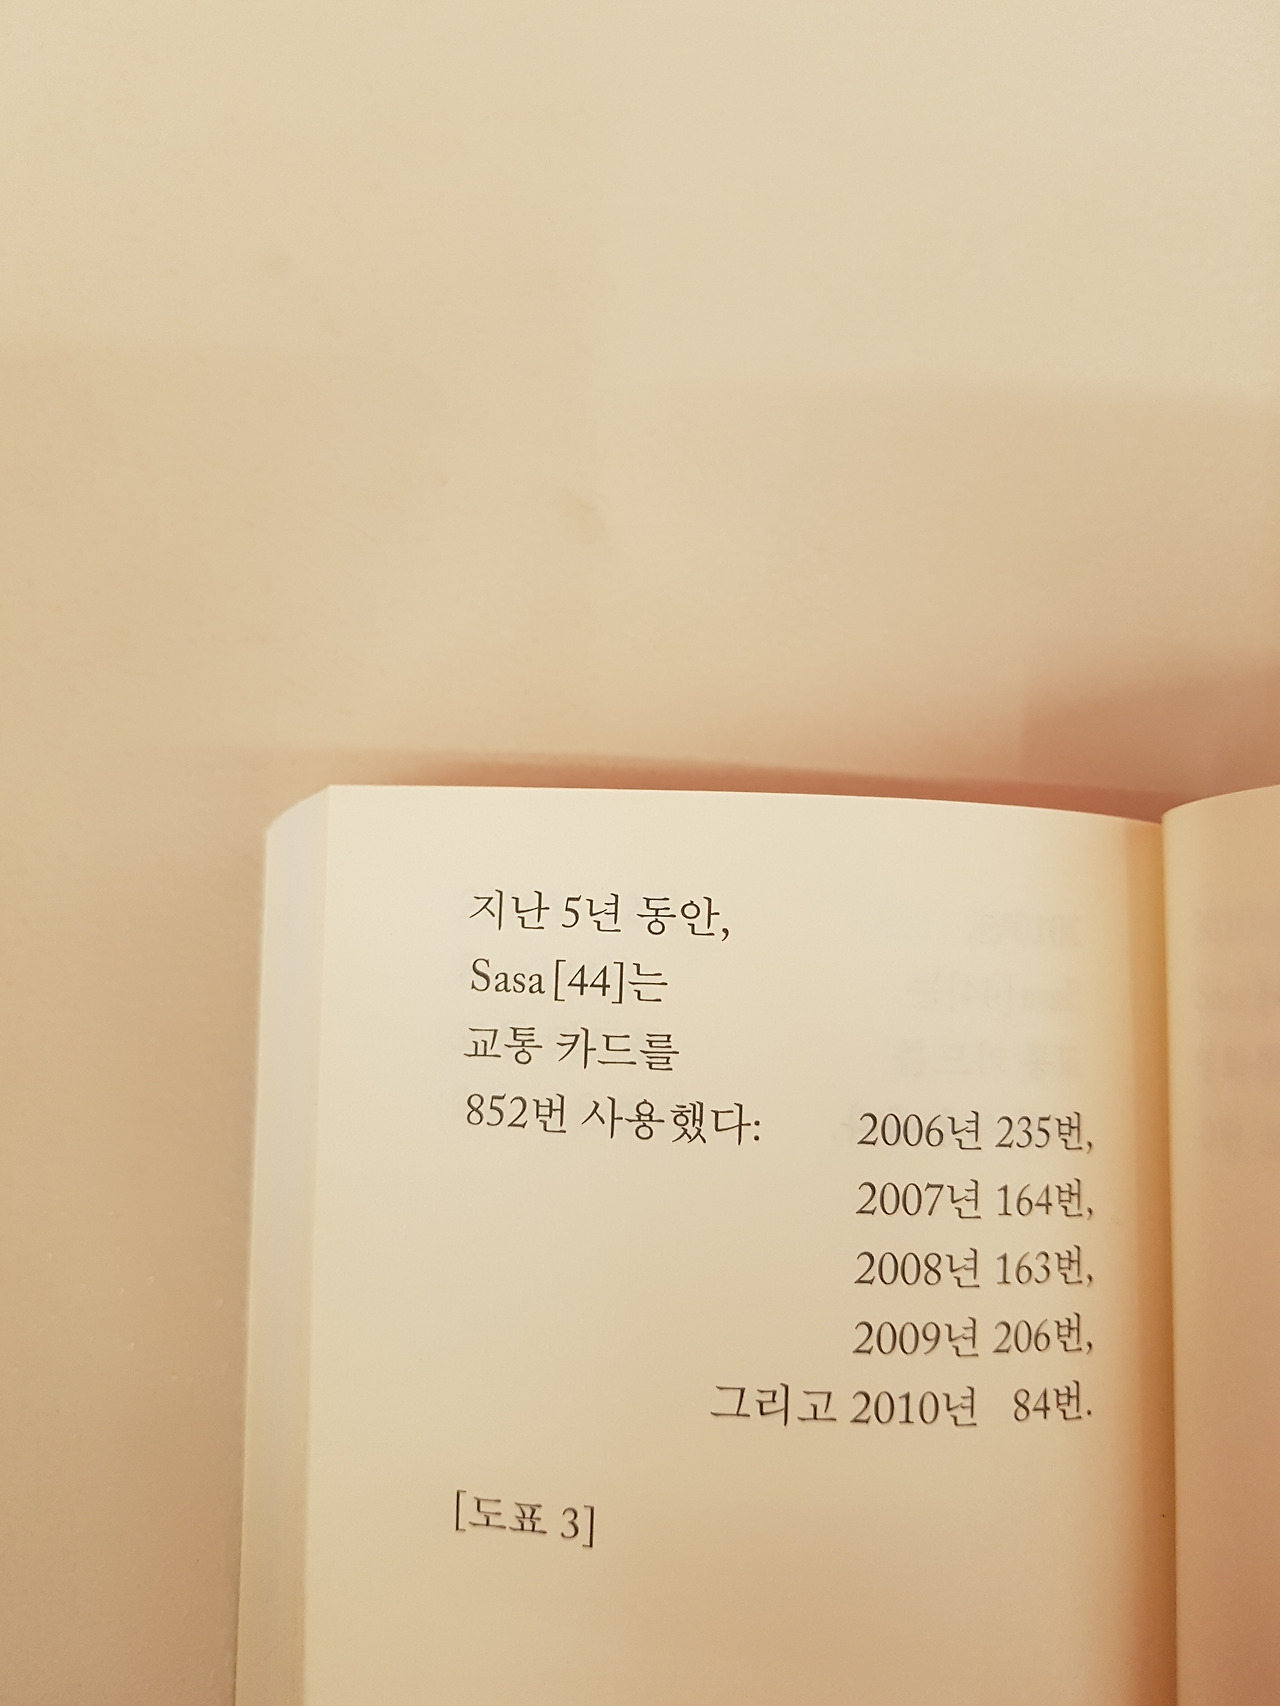 지난 5년 동안,
Sasa[44]는
교통 카드를
852번 사용했다: 2006년 235번,
2007년 164번,
2008년 163번,
2009년 206번,
그리고 2010년 84번.
[도표 3]